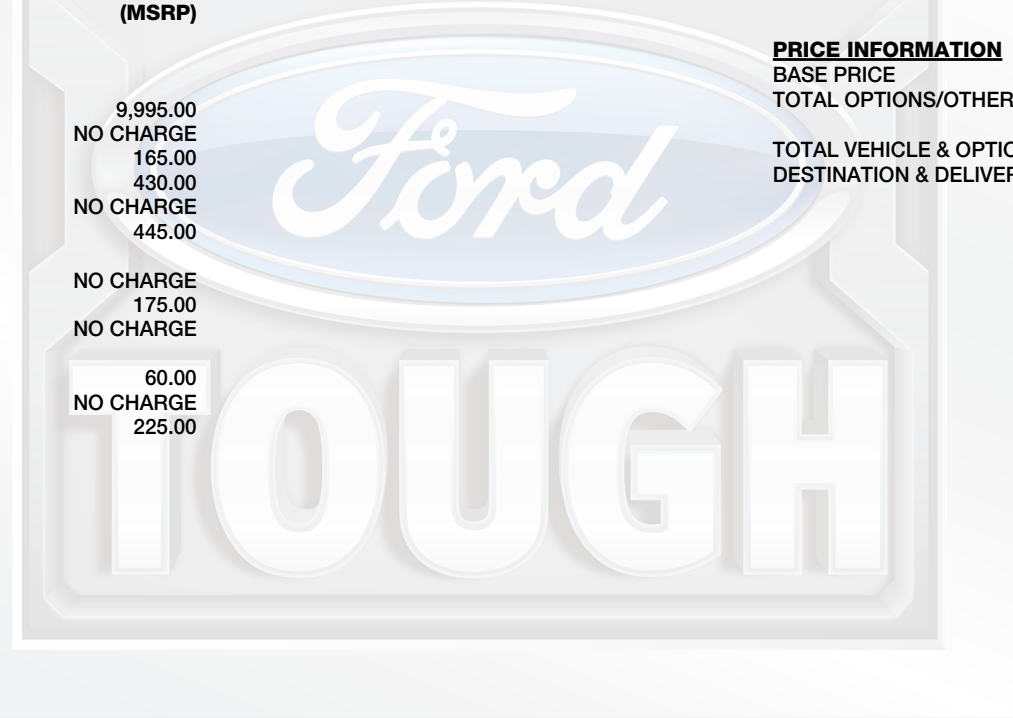 (MSRP)
9,995.00
NO CHARGE
165.00
430.00
NO CHARGE
445.00
NO CHARGE
175.00
NO CHARGE
60.00
NO CHARGE
225.00
PRICE INFORMATION
BASE PRICE
TOTAL OPTIONS/OTHER
TOTAL VEHICLE & OPTIO
DESTINATION & DELIVER
Ford
TOUGH